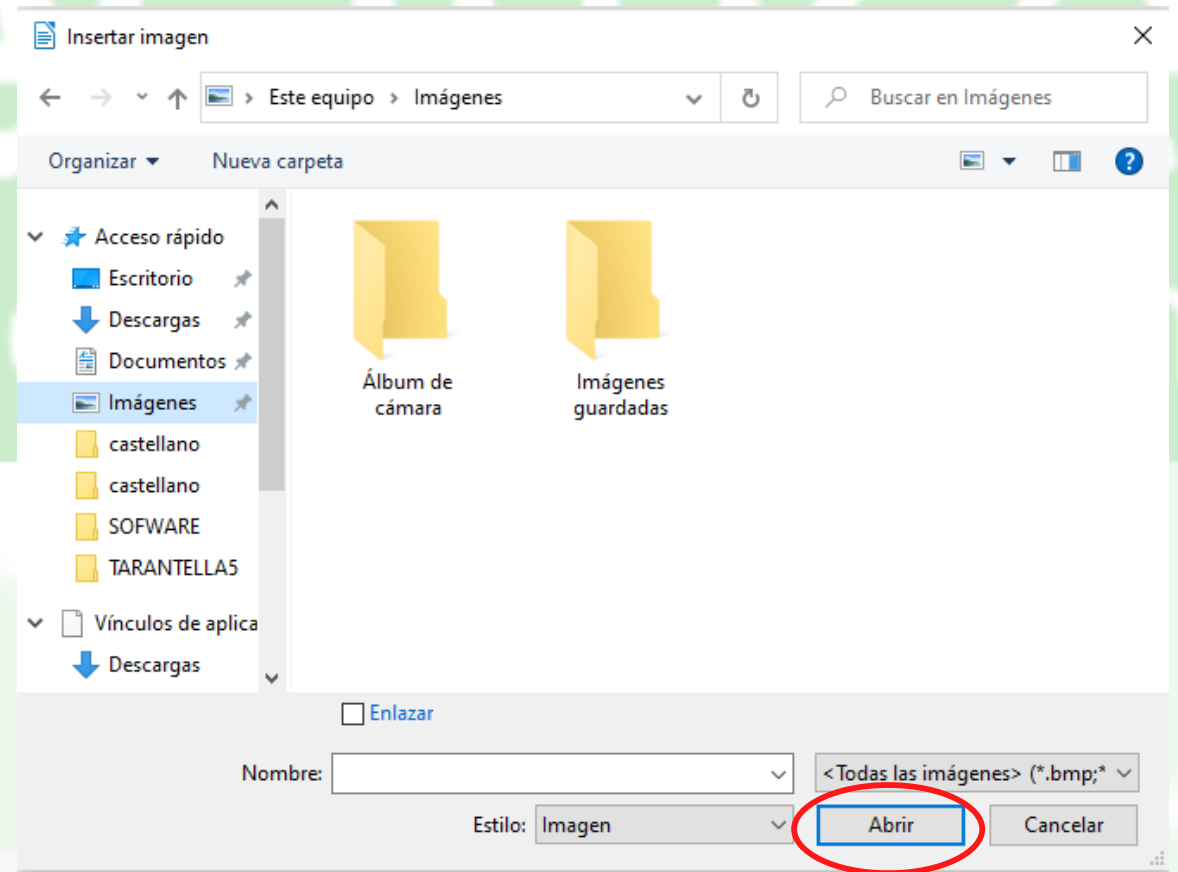 Insertar imagen
Este equipo > Imágenes
Buscar en Imágenes
Organizar
Nueva carpeta
?
Acceso rápido
Escritorio
Descargas
Documentos
Imágenes
castellano
castellano
SOFWARE
TARANTELLA5
Vínculos de aplica
Descargas
Álbum de
cámara
Imágenes
guardadas
Enlazar
Nombre:
<Todas las imágenes> (*.bmp;*
Estilo: Imagen
Abrir
Cancelar